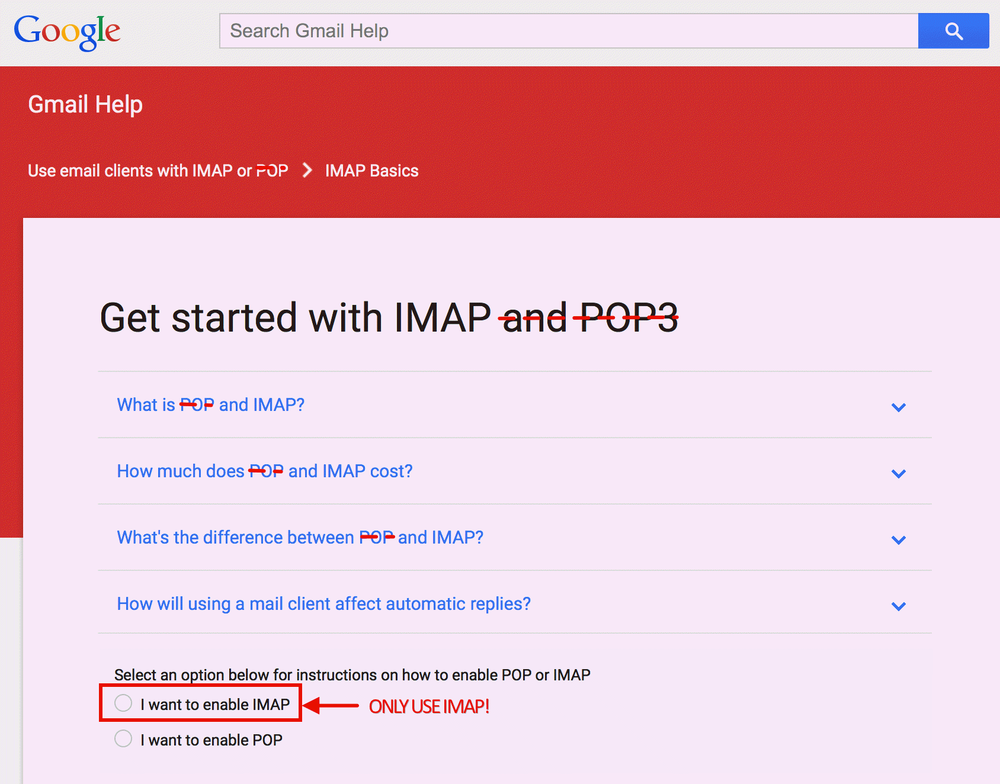 Google
Search Gmail Help
Gmail Help
Use email clients with IMAP or POP > IMAP Basics
Get started with IMAP and POP3
What is POP and IMAP?
How much does POP and IMAP cost?
What's the difference between POP and IMAP?
How will using a mail client affect automatic replies?
Select an option below for instructions on how to enable POP or IMAP
I want to enable IMAP ONLY USE IMAP!
I want to enable POP